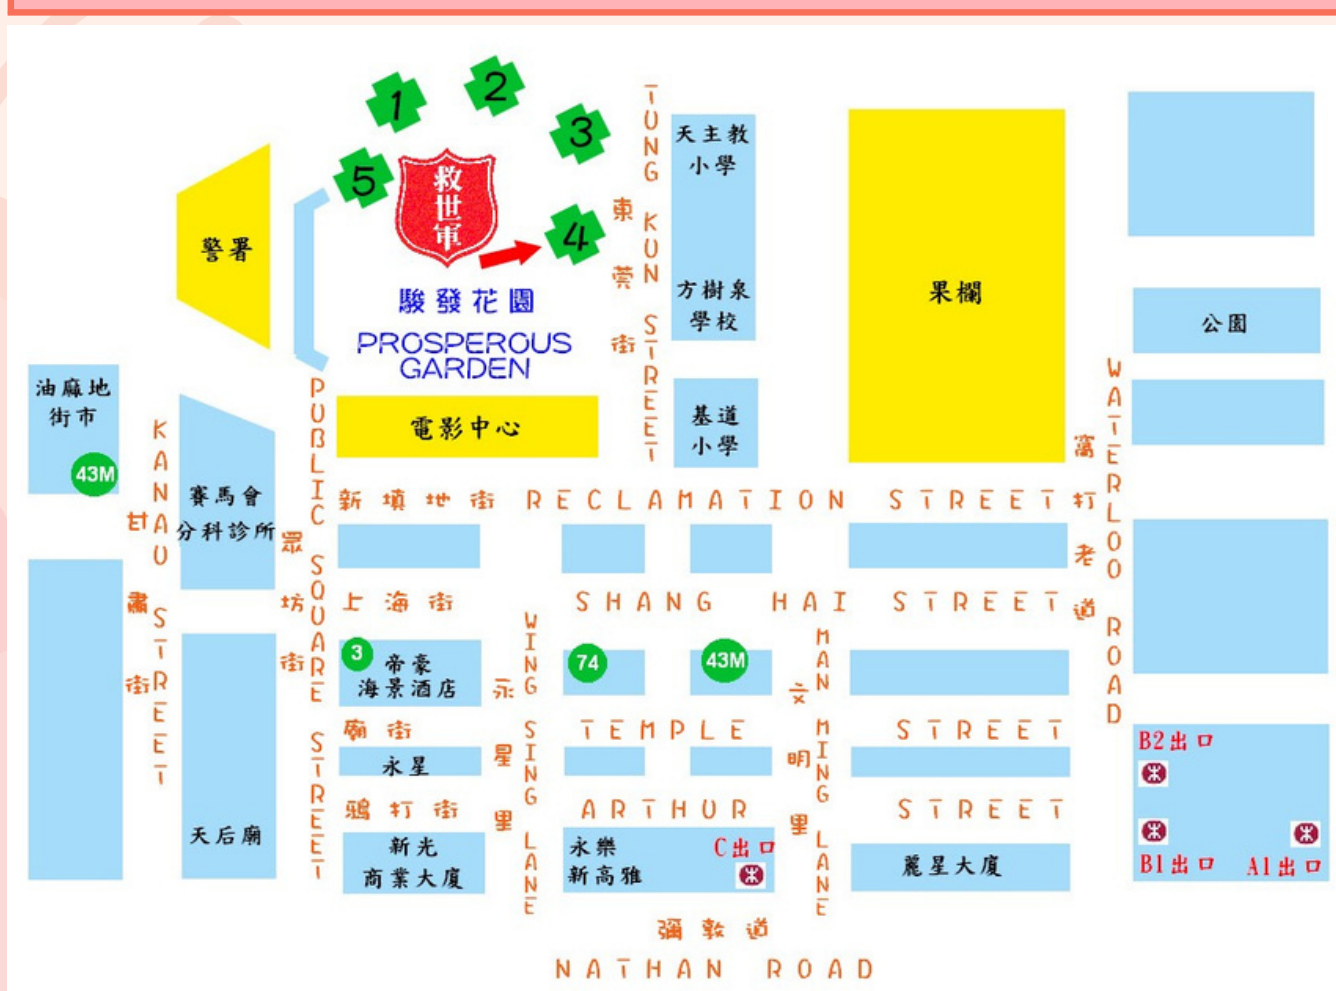 1
2
3
5
4
救世軍
駿發花園
PROSPEROUS
GARDEN
警署
電影中心
TUNG KUN STREET
東莞街
天主教
小學
方樹泉
學校
基道
小學
果欄
公園
WATERLOO ROAD
窩打老道
油麻地
街市
43M
KANAU STREET
甘肅街
賽馬會
分科診所
天后廟
PUBLIC SQUARE STREET
眾坊街
新填地街 RECLAMATION STREET
上海街 SHANG HAI STREET
3
帝豪
海景酒店
74
43M
WING SING LANE
永星里
MAN MING LANE
文明里
廟街 TEMPLE STREET
永星
鴉打街 ARTHUR STREET
新光
商業大廈
永樂
新高雅
C出口
麗星大廈
B2出口
B1出口
A1出口
彌敦道
NATHAN ROAD